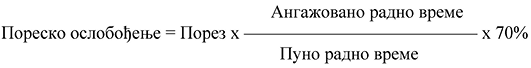 Ангажовано радно време
Пореско ослобођење = Порез х ――― х 70%
Пуно радно време